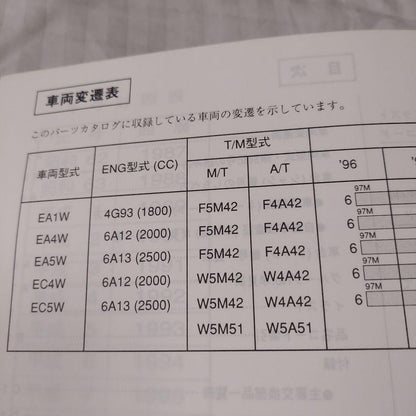 車両変遷表
このパーツカタログに収録している車両の変遷を示しています。
車両型式 ENG型式 (CC) T/M型式
M/T A/T '96
EA1W 4G93 (1800) F5M42 F4A42 6 97M
EA4W 6A12 (2000) F5M42 F4A42 6 97M
EA5W 6A13 (2500) F5M42 F4A42 6 97M
EC4W 6A12 (2000) W5M42 W4A42 6 97M
EC5W 6A13 (2500) W5M42 W4A42 6 97M
W5M51 W5A51
目次